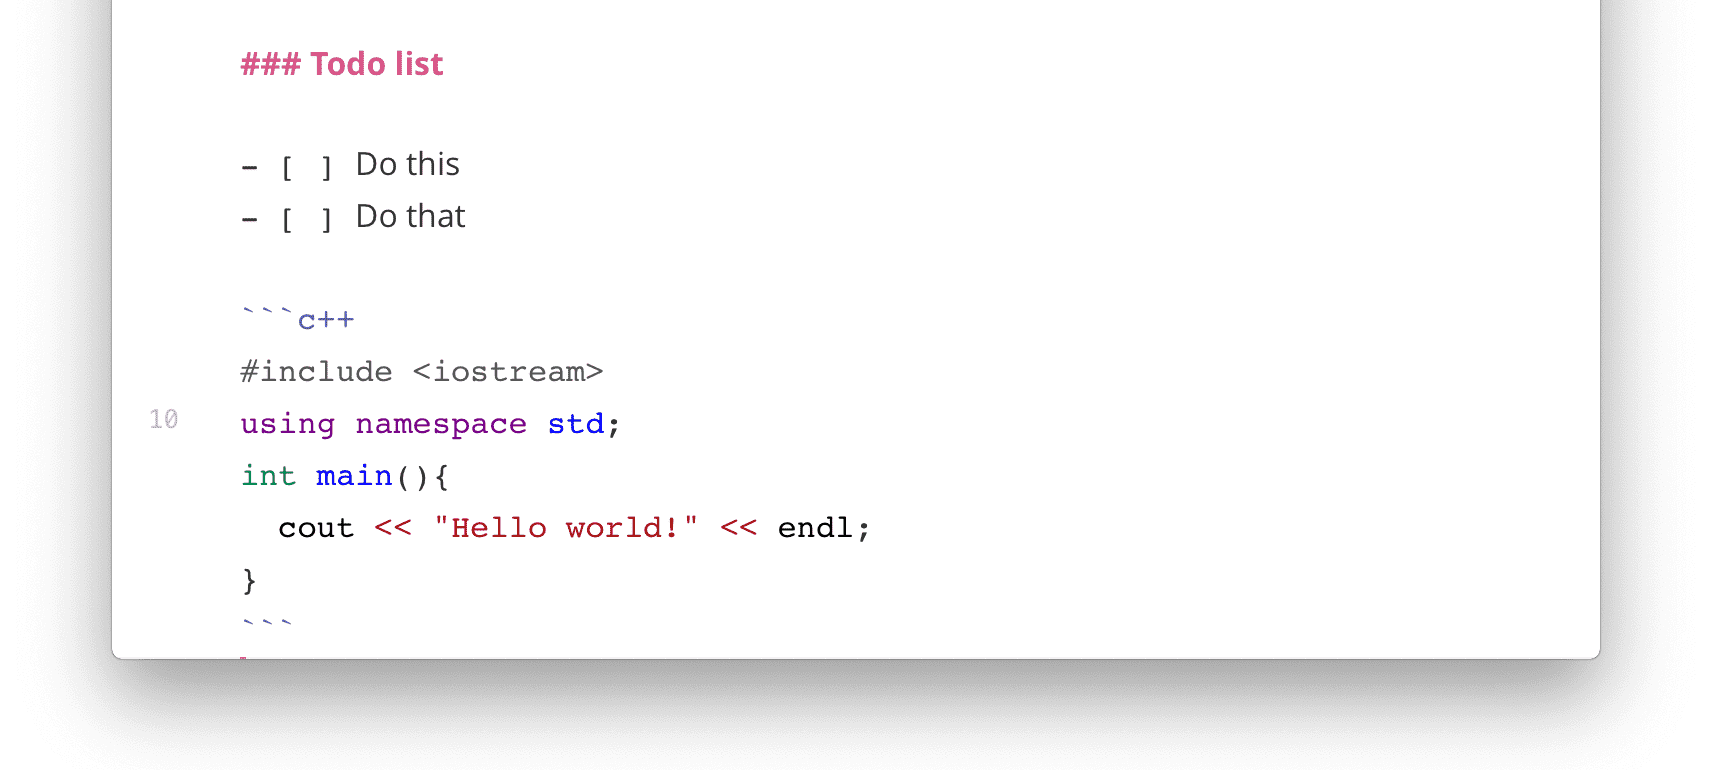 ### Todo list
- [ ] Do this
- [ ] Do that
```c++
#include <iostream>
10 using namespace std;
int main(){
  cout << "Hello world!" << endl;
}
```